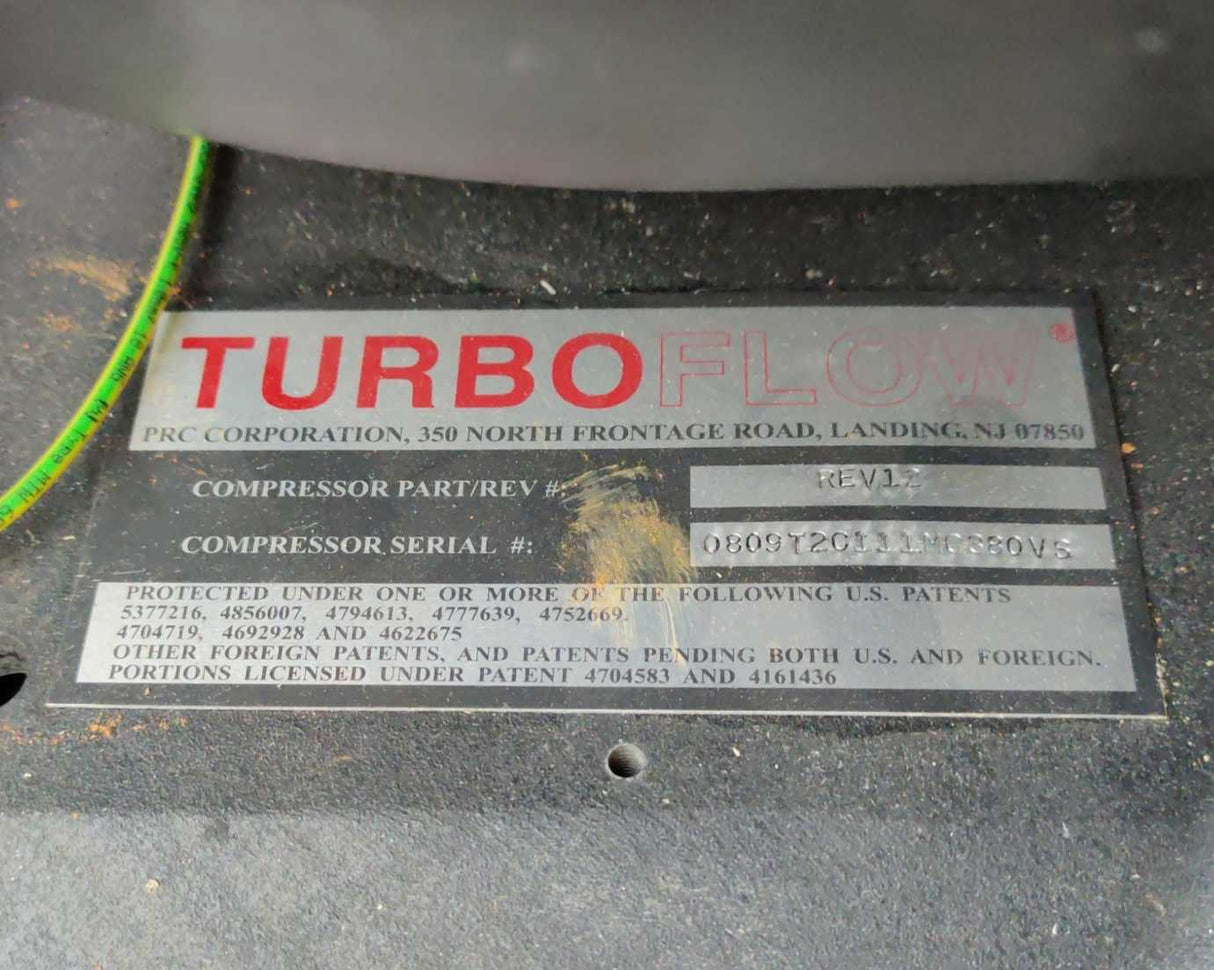 TURBOFLOW®
PRC CORPORATION, 350 NORTH FRONTAGE ROAD, LANDING, NJ 07850
COMPRESSOR PART/REV #: REV12
COMPRESSOR SERIAL #:
PROTECTED UNDER ONE OR MORE OF THE FOLLOWING U.S. PATENTS
5377216, 4856007, 4794613, 4777639, 4752669.
4704719, 4692928 AND 4622675
OTHER FOREIGN PATENTS, AND PATENTS PENDING BOTH U.S. AND FOREIGN.
PORTIONS LICENSED UNDER PATENT 4704583 AND 4161436